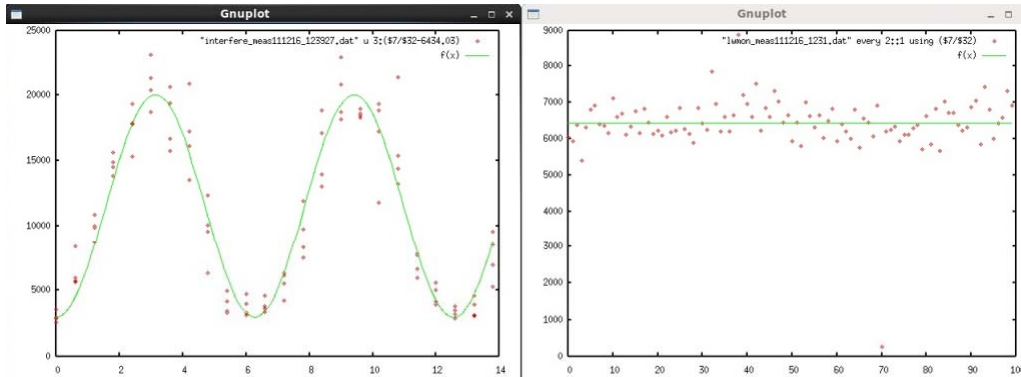 Gnuplot
"interfere_meas111216_123927.dat" u 3:($7/$32-6434.03)
f(x)
25000
20000
15000
10000
5000
0
0 2 4 6 8 10 12 14
Gnuplot
"lwmon_meas111216_1231.dat" every 2::1 using ($7/$32)
f(x)
9000
8000
7000
6000
5000
4000
3000
2000
1000
0
0 10 20 30 40 50 60 70 80 90 100